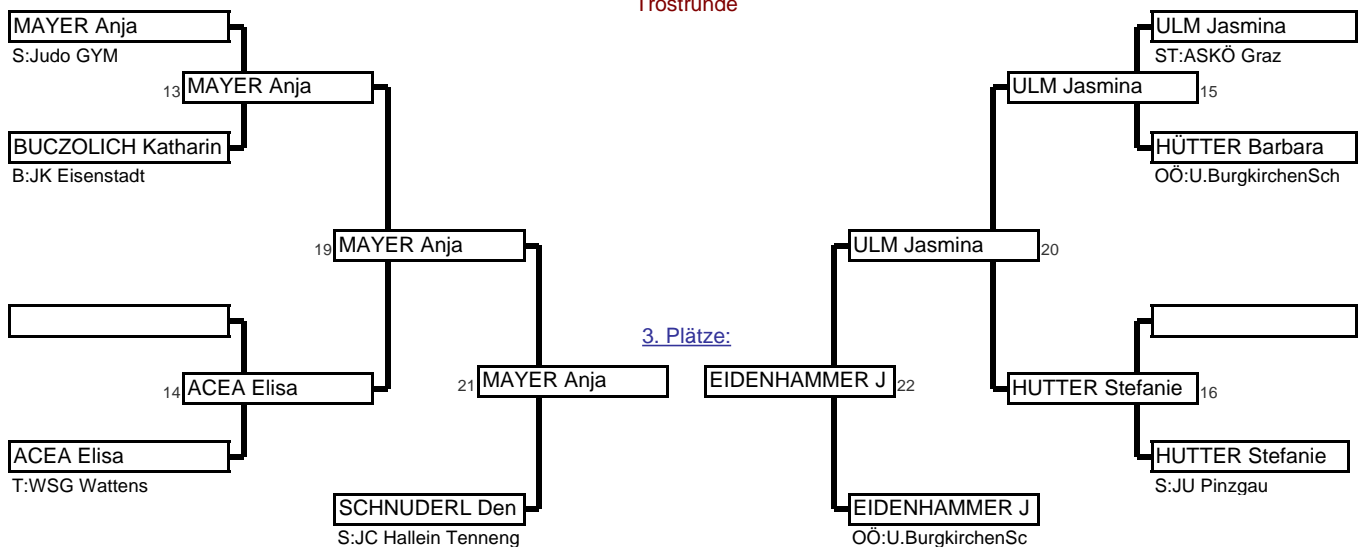 Trostrunde
MAYER Anja
ULM Jasmina
S:Judo GYM
ST:ASKÖ Graz
13 MAYER Anja
ULM Jasmina 15
BUCZOLICH Katharin
HÜTTER Barbara
B:JK Eisenstadt
OÖ:U.BurgkirchenSch
19 MAYER Anja
ULM Jasmina 20
3. Plätze:
14 ACEA Elisa
21 MAYER Anja
EIDENHAMMER J 22
HUTTER Stefanie 16
ACEA Elisa
HUTTER Stefanie
T:WSG Wattens
S:JU Pinzgau
SCHNUDERL Den
EIDENHAMMER J
S:JC Hallein Tenneng
OÖ:U.BurgkirchenSc